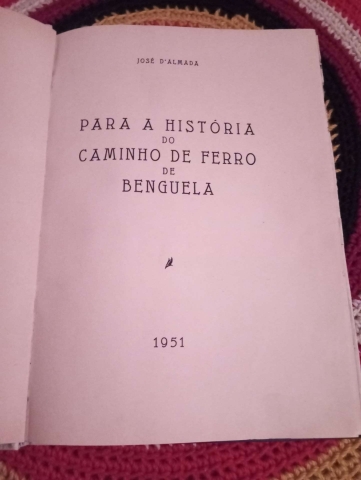 JOSÉ D'ALMADA
PARA A HISTÓRIA
DO
CAMINHO DE FERRO
DE
BENGUELA
1951